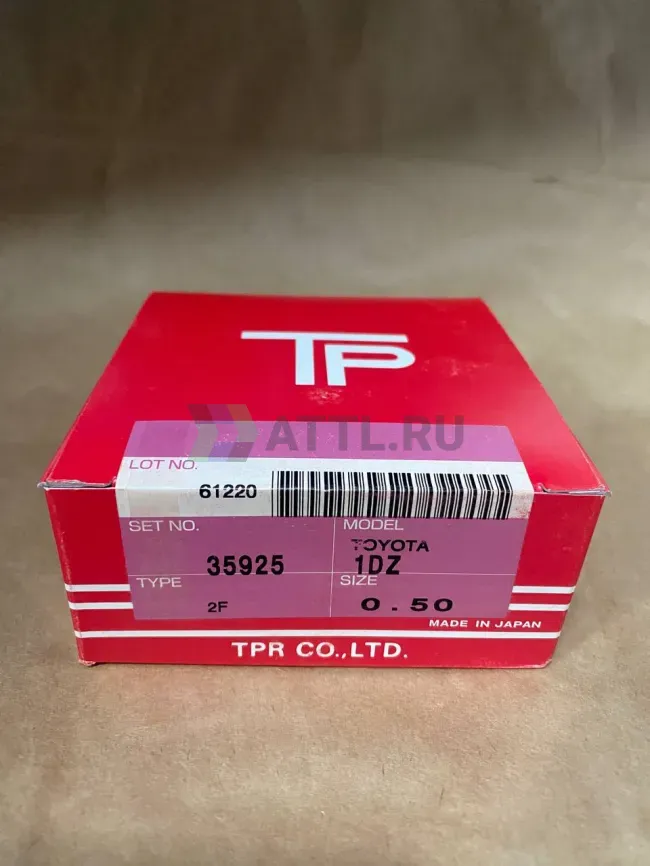 TP
ATTL.RU
LOT NO.
61220
SET NO. MODEL
TOYOTA
35925 1DZ
TYPE SIZE
2F 0.50
MADE IN JAPAN
TPR CO.,LTD.